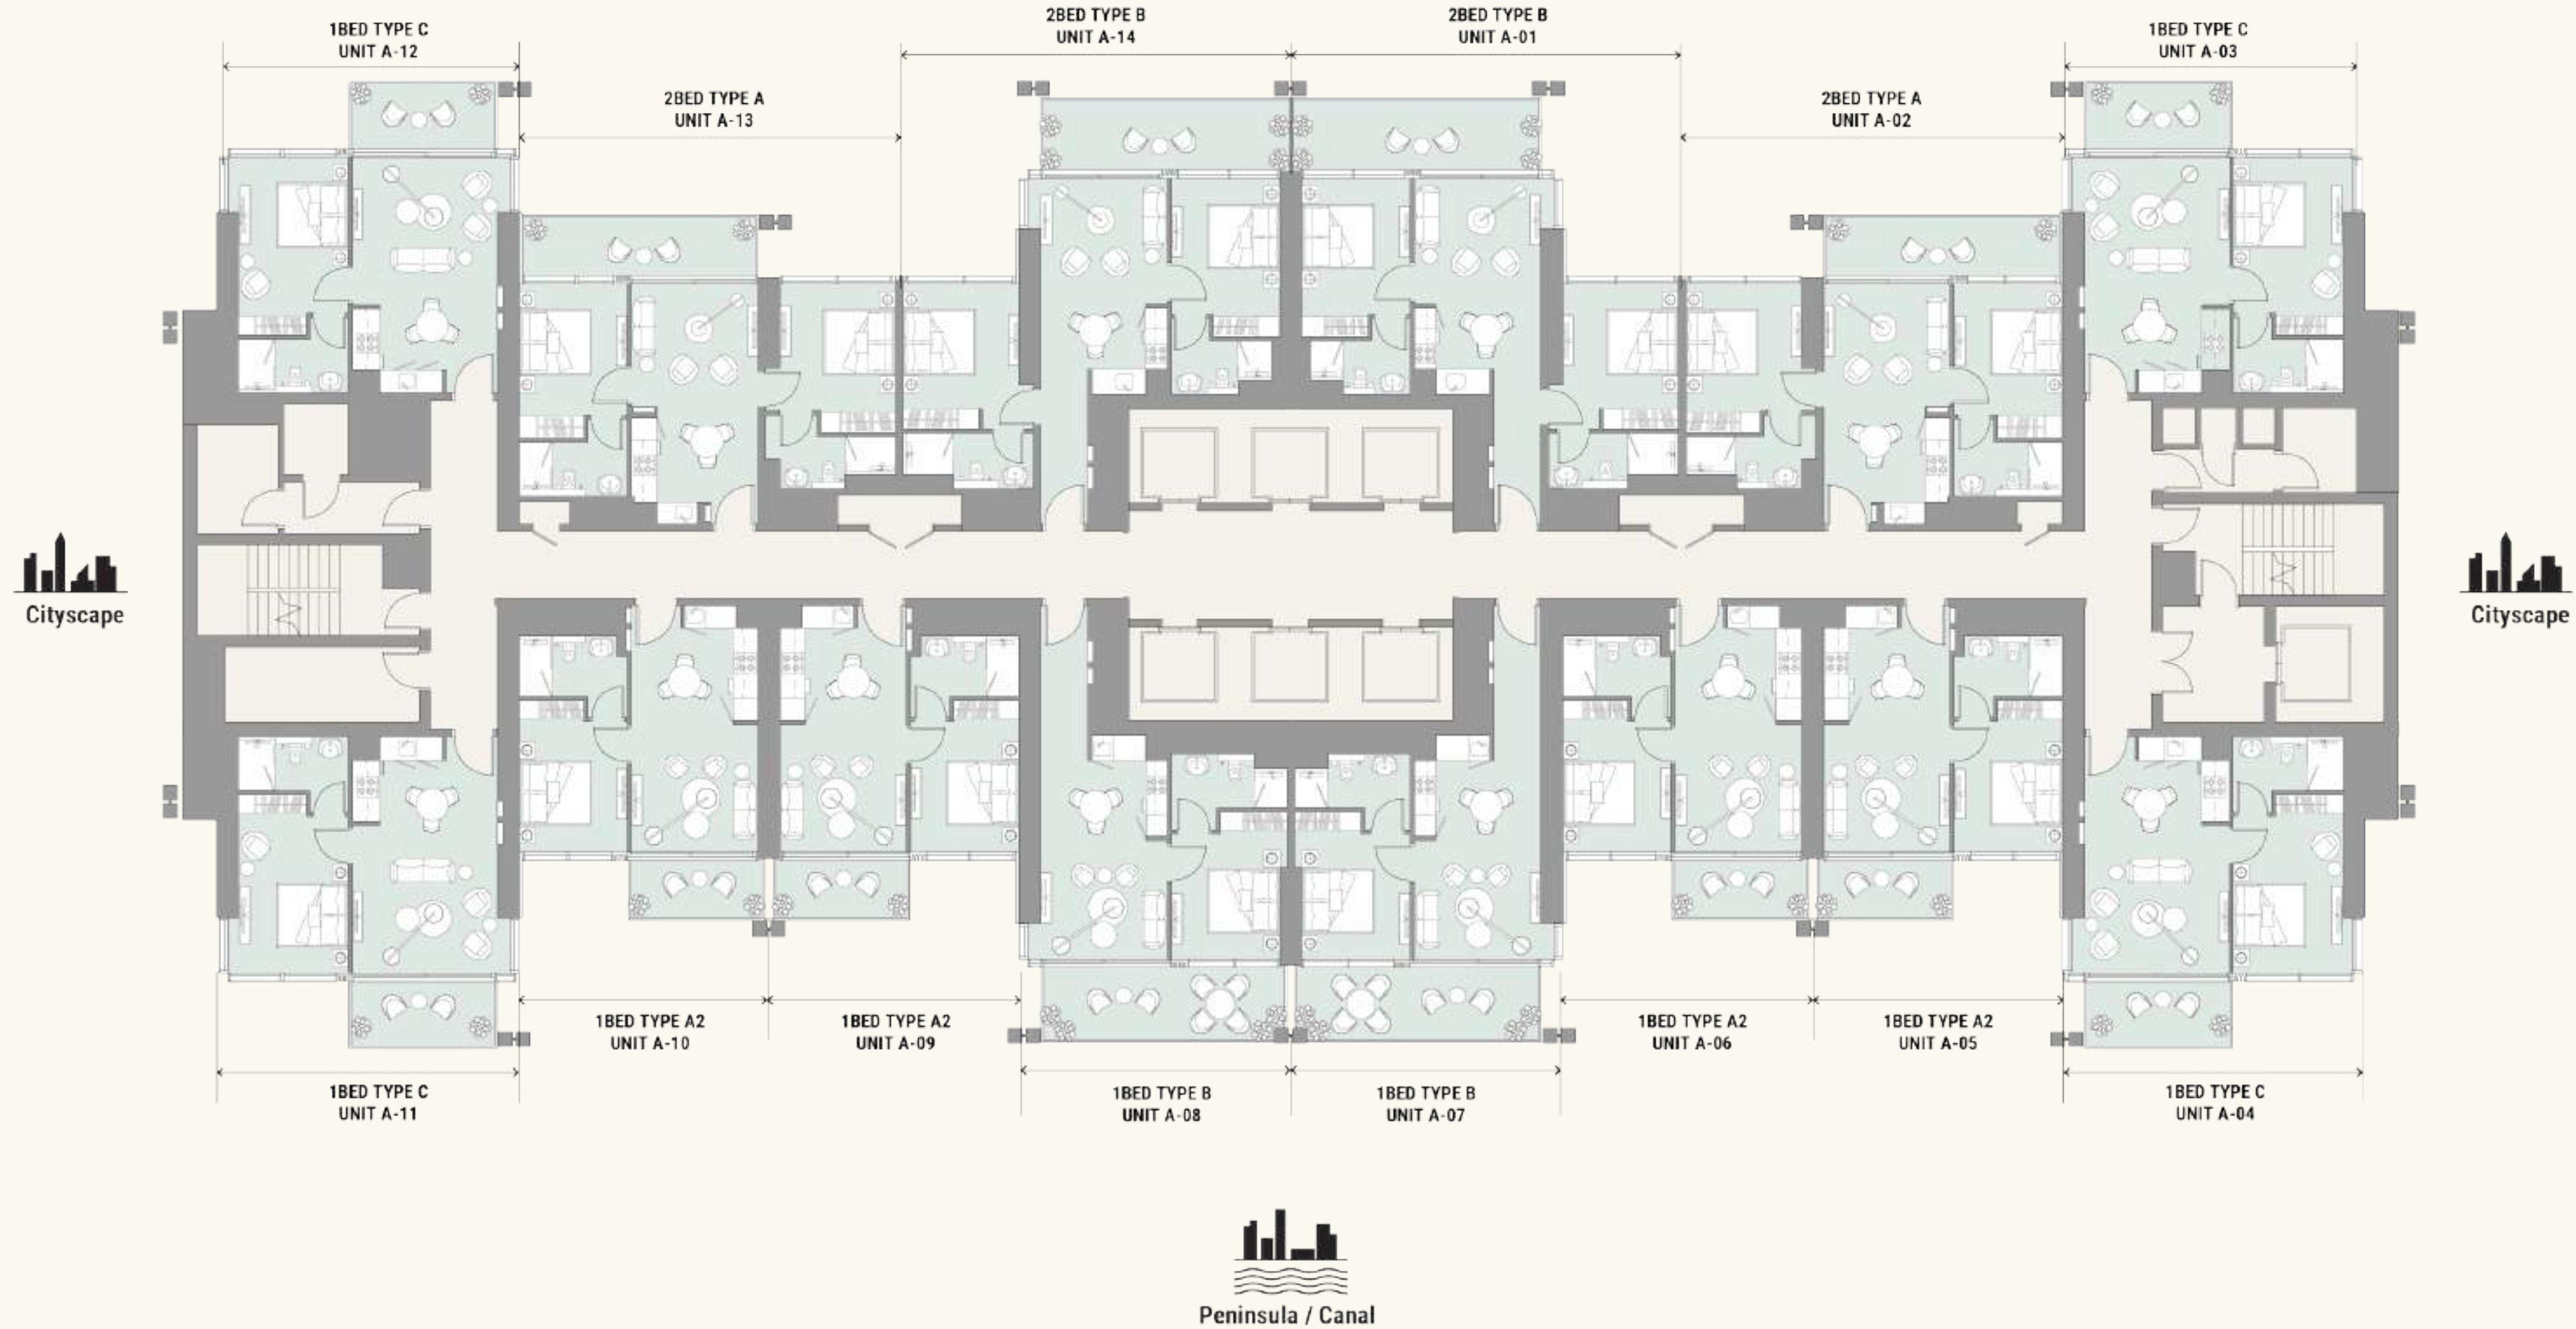 2BED TYPE B
UNIT A-14
2BED TYPE B
UNIT A-01
1BED TYPE C
UNIT A-12
1BED TYPE C
UNIT A-03
2BED TYPE A
UNIT A-13
2BED TYPE A
UNIT A-02
Cityscape
Cityscape
1BED TYPE A2
UNIT A-10
1BED TYPE A2
UNIT A-09
1BED TYPE A2
UNIT A-06
1BED TYPE A2
UNIT A-05
1BED TYPE C
UNIT A-11
1BED TYPE B
UNIT A-08
1BED TYPE B
UNIT A-07
1BED TYPE C
UNIT A-04
Peninsula / Canal